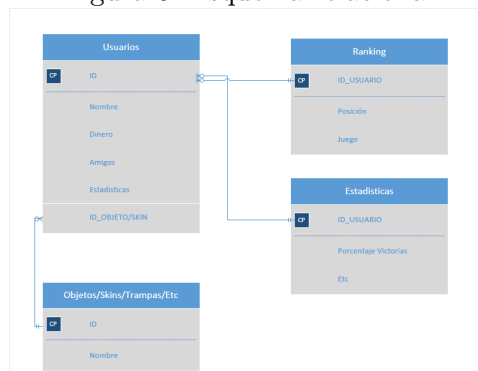 Usuarios
CP ID
Nombre
Dinero
Amigos
Estadisticas
ID_OBJETO/SKIN
Ranking
CP ID_USUARIO
Posición
Juego
Estadisticas
CP ID_USUARIO
Porcentaje Victorias
Etc
Objetos/Skins/Trampas/Etc
CP ID
Nombre